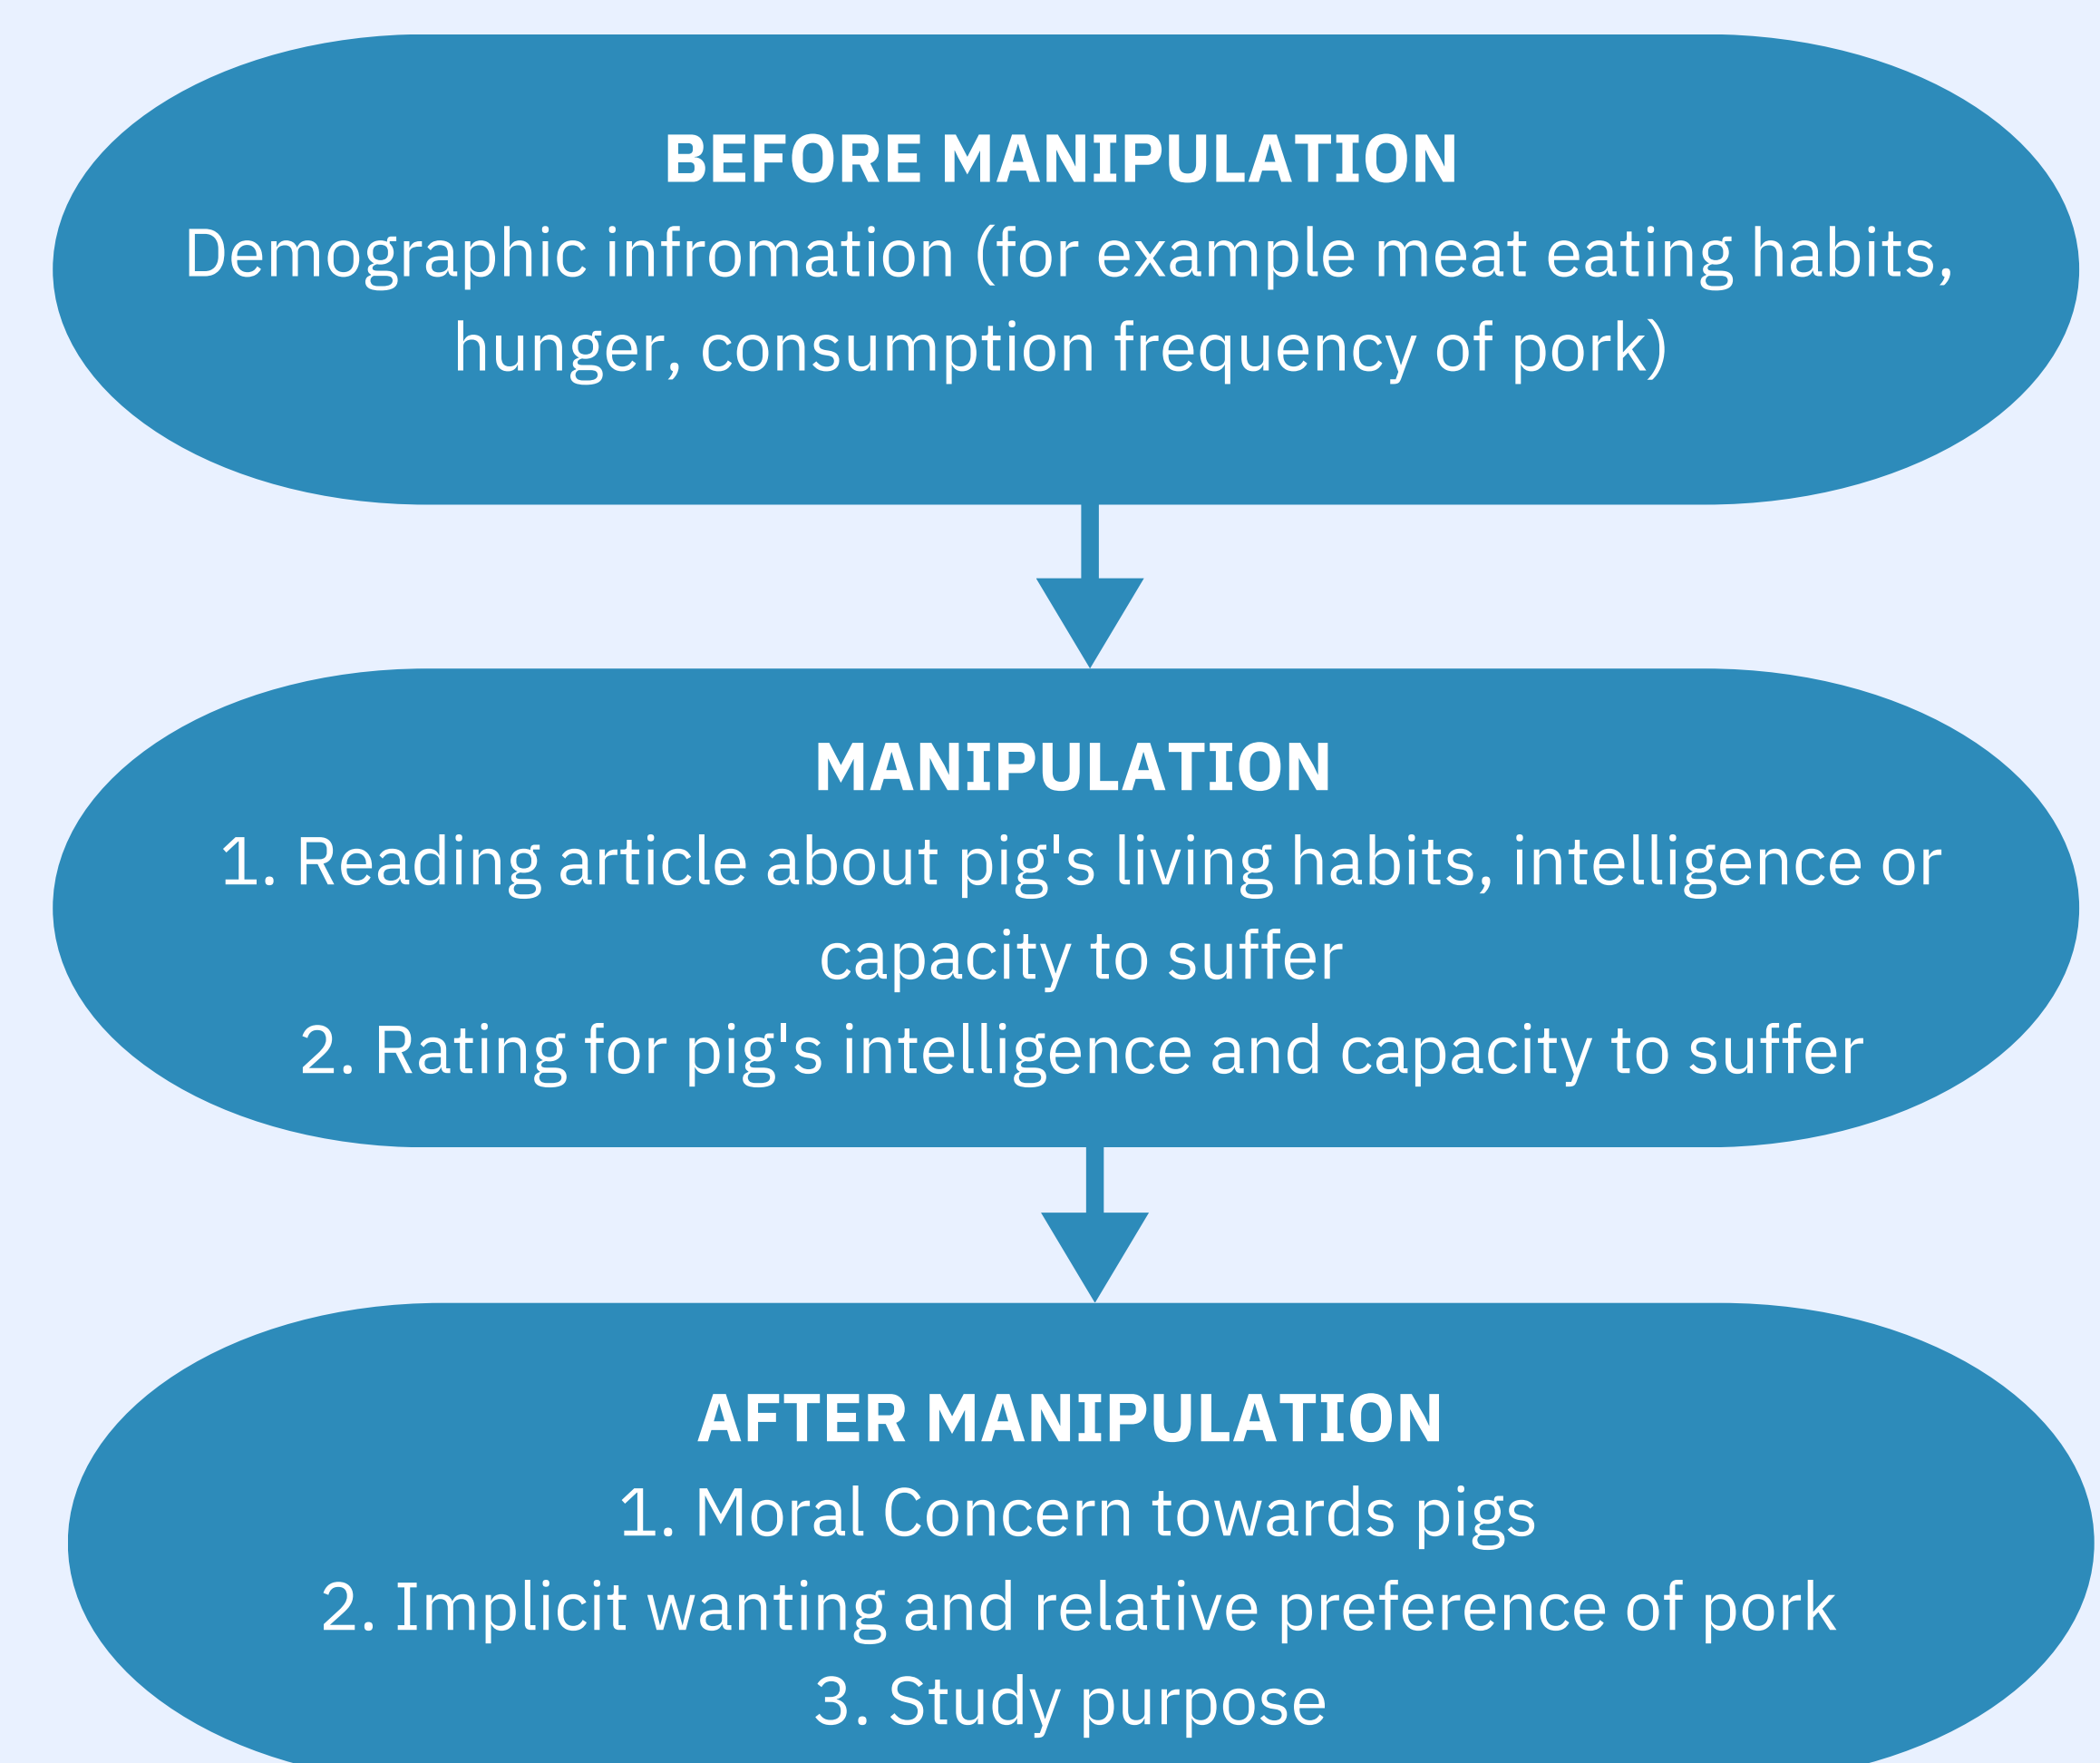 BEFORE MANIPULATION
Demographic infromation (for example meat eating habits,
hunger, consumption frequency of pork)
MANIPULATION
1. Reading article about pig's living habits, intelligence or
capacity to suffer
2. Rating for pig's intelligence and capacity to suffer
AFTER MANIPULATION
1. Moral Concern towards pigs
2. Implicit wanting and relative preference of pork
3. Study purpose